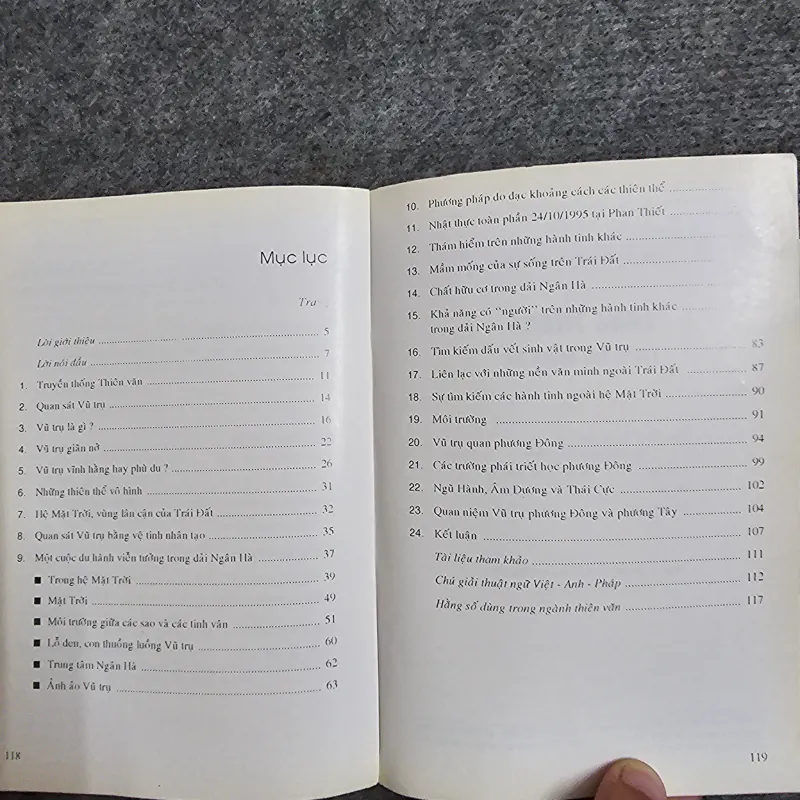 Mục lục
Tra
Lời giới thiệu 5
Lời nói đầu 7
1. Truyền thống Thiên văn 11
2. Quan sát Vũ trụ 14
3. Vũ trụ là gì ? 16
4. Vũ trụ giãn nở 22
5. Vũ trụ vĩnh hằng hay phù du ? 26
6. Những thiên thể vô hình 31
7. Hệ Mặt Trời, vùng lân cận của Trái Đất 32
8. Quan sát Vũ trụ bằng vệ tinh nhân tạo 35
9. Một cuộc du hành viễn tưởng trong dải Ngân Hà 37
■ Trong hệ Mặt Trời 39
■ Mặt Trời 49
■ Môi trường giữa các sao và các tinh vân 51
■ Lỗ đen, con thuồng luồng Vũ trụ 60
■ Trung tâm Ngân Hà 62
■ Ảnh ảo Vũ trụ 63
118
10. Phương pháp đo đạc khoảng cách các thiên thể
11. Nhật thực toàn phần 24/10/1995 tại Phan Thiết
12. Thám hiểm trên những hành tinh khác
13. Mầm mống của sự sống trên Trái Đất
14. Chất hữu cơ trong dải Ngân Hà
15. Khả năng có "người" trên những hành tinh khác
trong dải Ngân Hà ?
16. Tìm kiếm dấu vết sinh vật trong Vũ trụ 83
17. Liên lạc với những nền văn minh ngoài Trái Đất 87
18. Sự tìm kiếm các hành tinh ngoài hệ Mặt Trời 90
19. Môi trường 91
20. Vũ trụ quan phương Đông 94
21. Các trường phái triết học phương Đông 99
22. Ngũ Hành, Âm Dương và Thái Cực 102
23. Quan niệm Vũ trụ phương Đông và phương Tây 104
24. Kết luận 107
Tài liệu tham khảo 111
Chú giải thuật ngữ Việt - Anh - Pháp 112
Hằng số dùng trong ngành thiên văn 117
119